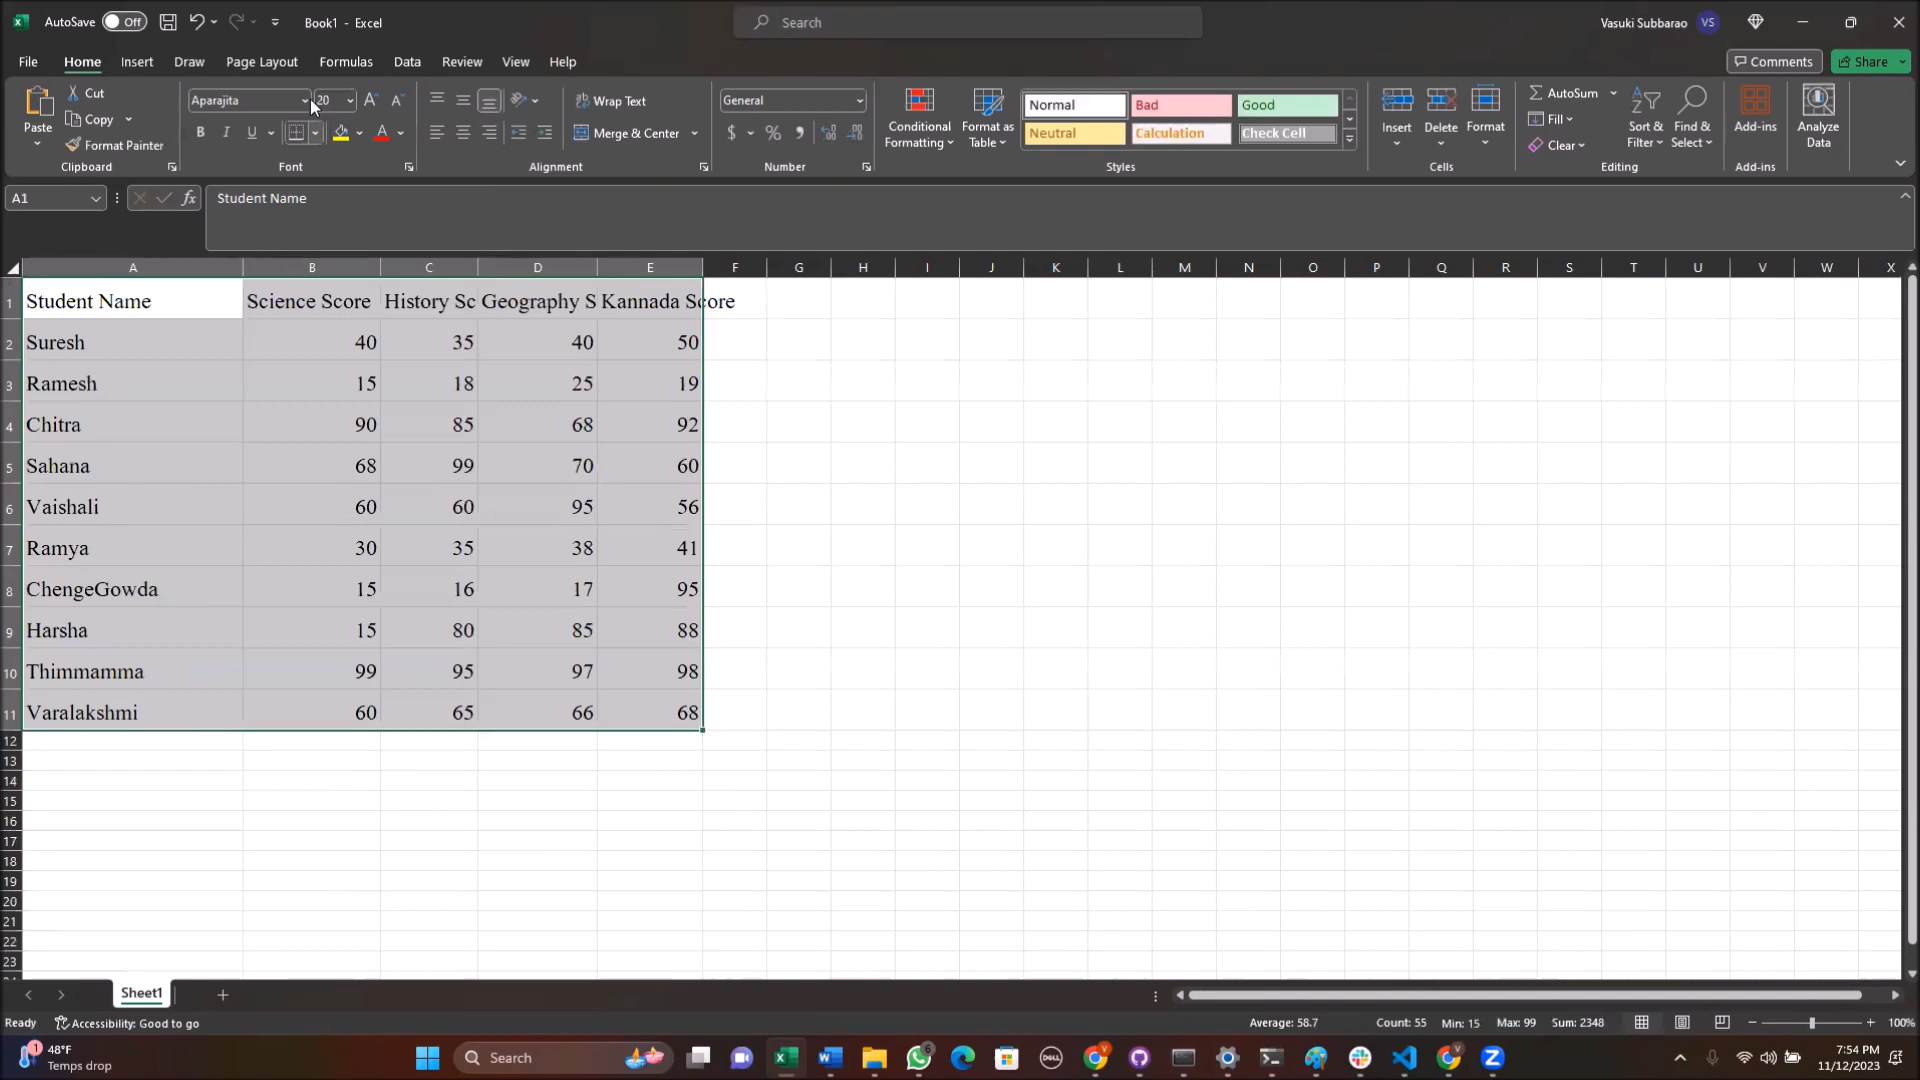 AutoSave Off Book1 - Excel Search Vasuki Subbarao VS
File Home Insert Draw Page Layout Formulas Data Review View Help Comments Share
Cut
Copy
Format Painter
Paste
Clipboard
Aparajita 20
B I U
Font
Wrap Text
Merge & Center
Alignment
General
$ % ,
Number
Conditional Formatting
Format as Table
Normal Bad Good
Neutral Calculation Check Cell
Styles
Insert Delete Format
Cells
AutoSum
Fill
Clear
Sort & Filter
Find & Select
Editing
Add-ins
Add-ins
Analyze Data
A1 fx Student Name
A B C D E F G H I J K L M N O P Q R S T U V W X
1 Student Name Science Score History Sc Geography S Kannada Score
2 Suresh 40 35 40 50
3 Ramesh 15 18 25 19
4 Chitra 90 85 68 92
5 Sahana 68 99 70 60
6 Vaishali 60 60 95 56
7 Ramya 30 35 38 41
8 ChengeGowda 15 16 17 95
9 Harsha 15 80 85 88
10 Thimmamma 99 95 97 98
11 Varalakshmi 60 65 66 68
12
13
14
15
16
17
18
19
20
21
22
23
Sheet1
Ready Accessibility: Good to go Average: 58.7 Count: 55 Min: 15 Max: 99 Sum: 2348 100%
1 48°F
Temps drop
Search
6
DELL
7:54 PM
11/12/2023